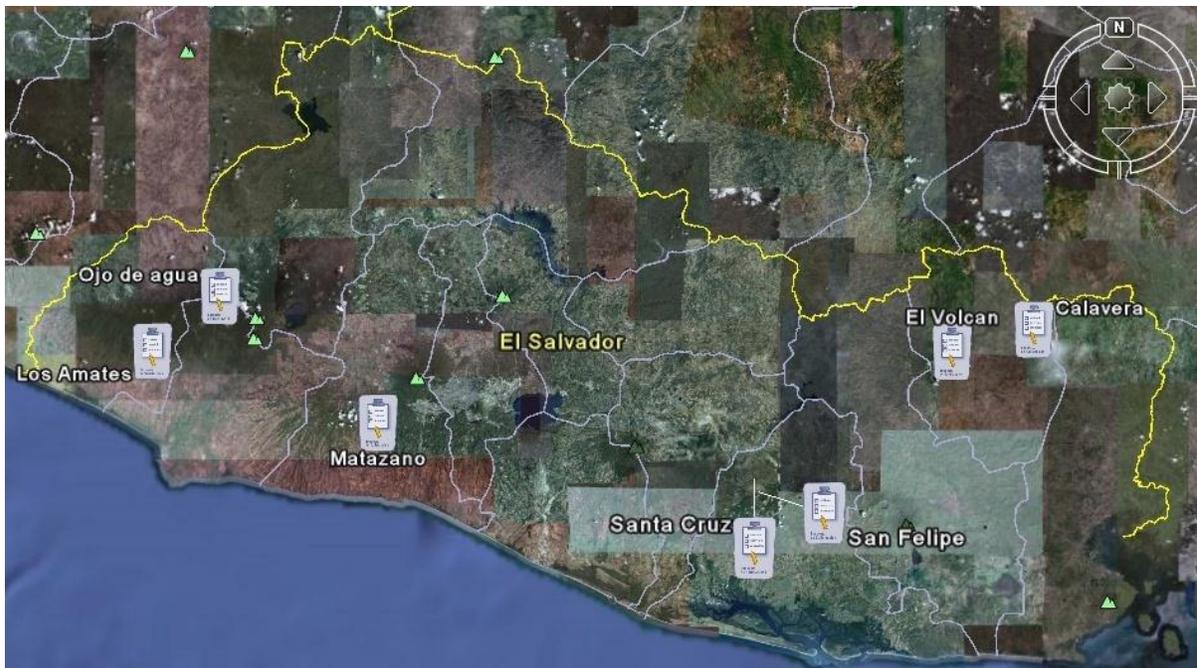 N
Ojo de agua
Calavera
El Volcan
El Salvador
Los Amates
Matazano
Santa Cruz
San Felipe